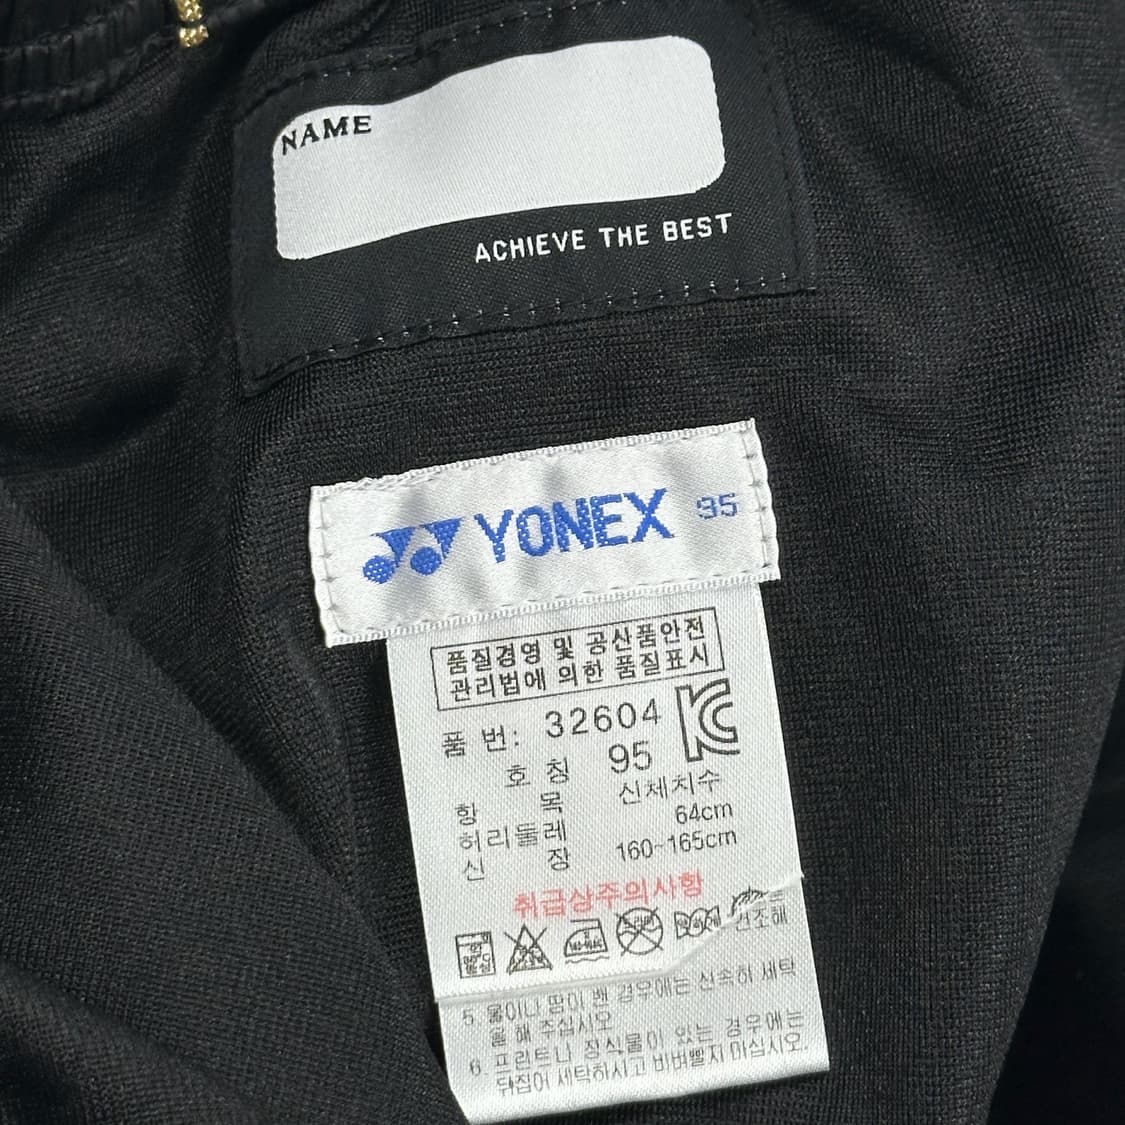 NAME
ACHIEVE THE BEST
YONEX 95
품질경영 및 공산품안전
관리법에 의한 품질표시
품 번: 32604
호 칭 95
항 목 신체치수
허리둘레 64cm
신 장 160~165cm
취급상주의사항
건조해
5. 물이나 땀이 밴 경우에는 신속히 세탁
을 해 주십시오
6. 프린트나 장식물이 있는 경우에는
뒤집어 세탁하시고 비벼빨지 마십시오.